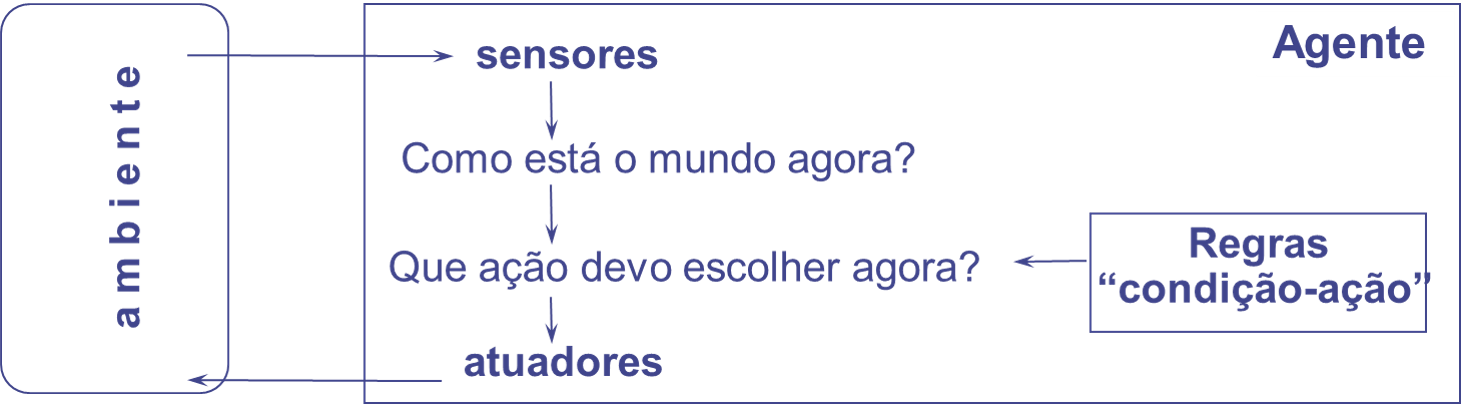 ambiente
Agente
sensores
Como está o mundo agora?
Que ação devo escolher agora?
Regras
“condição-ação”
atuadores